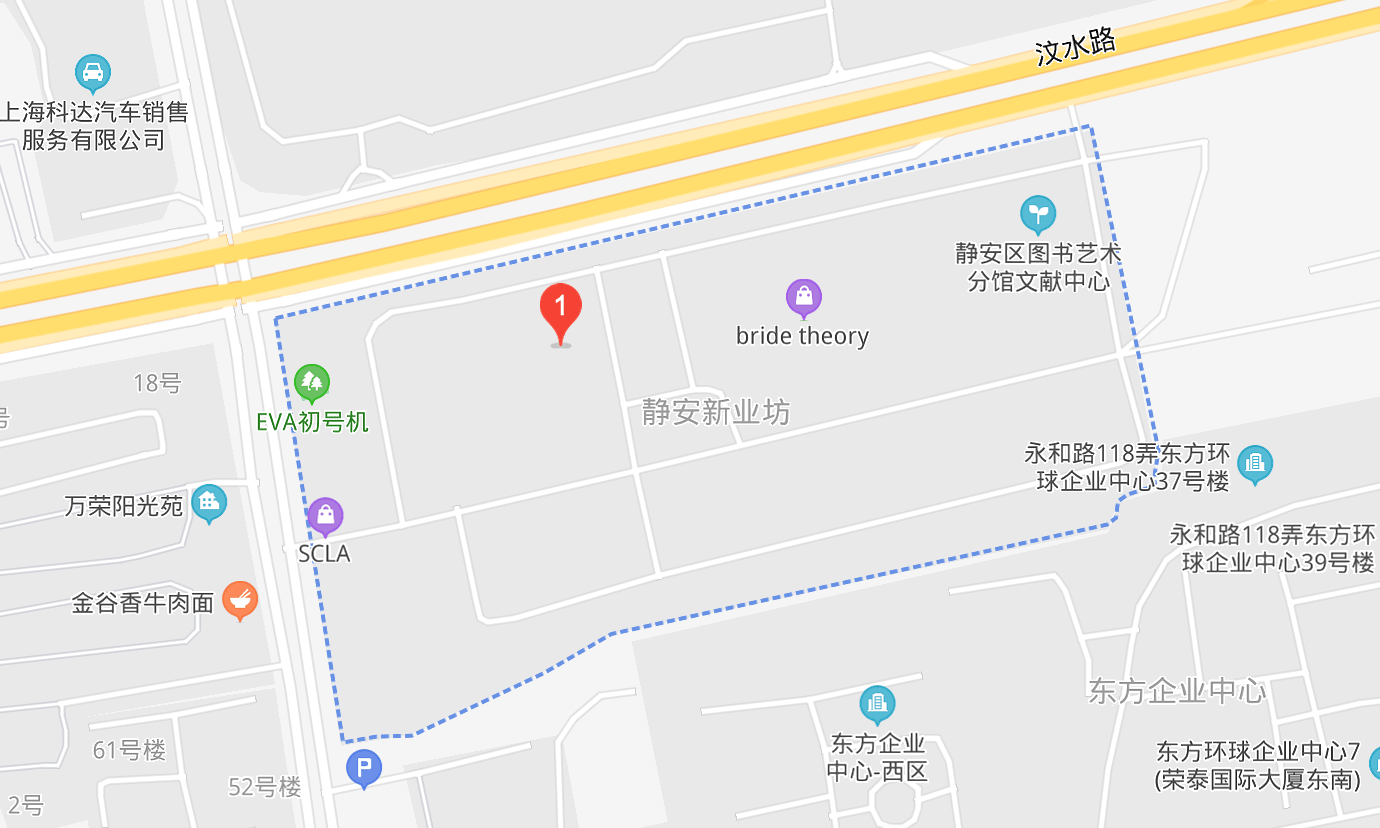 汶水路
上海科达汽车销售
服务有限公司
静安区图书艺术
分馆文献中心
1
bride theory
18号
EVA初号机
静安新业坊
号
永和路118弄东方环
球企业中心37号楼
万荣阳光苑
SCLA
永和路118弄东方环
球企业中心39号楼
金谷香牛肉面
东方企业中心
61号楼
东方企业
中心-西区
东方环球企业中心7
(荣泰国际大厦东南)
P
52号楼
2号